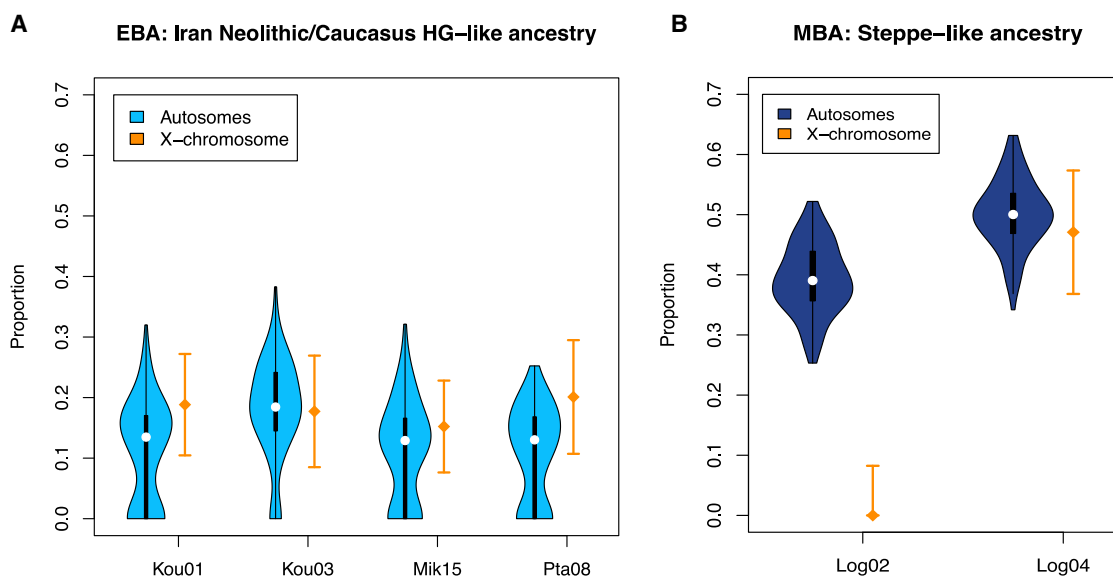 A
EBA: Iran Neolithic/Caucasus HG–like ancestry
Autosomes
X–chromosome
Proportion
0.7
0.6
0.5
0.4
0.3
0.2
0.1
0.0
Kou01 Kou03 Mik15 Pta08
B
MBA: Steppe–like ancestry
Autosomes
X–chromosome
Proportion
0.7
0.6
0.5
0.4
0.3
0.2
0.1
0.0
Log02 Log04